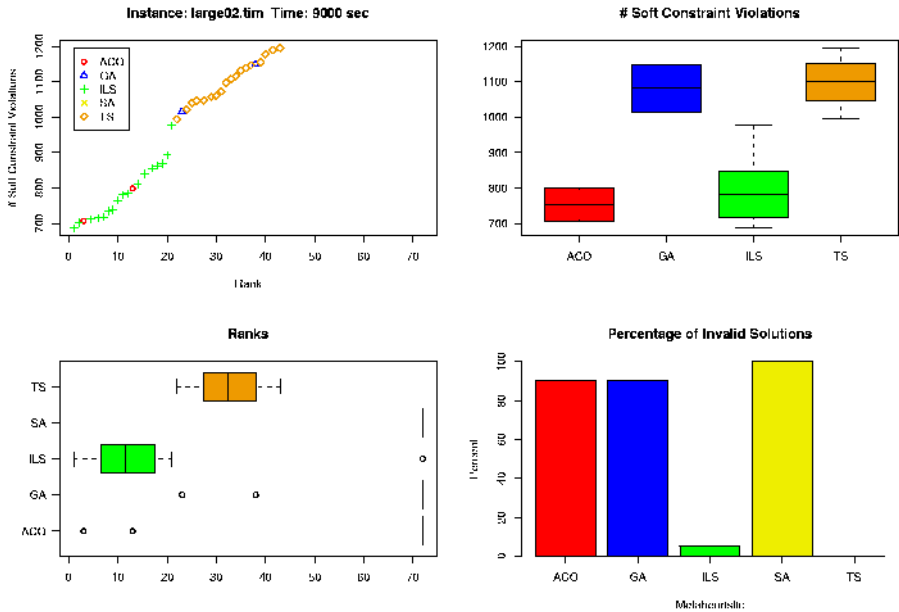 Instance: large02.tim Time: 9000 sec
# Soft Constraint Violations
1200
1100
1000
900
800
700
ACO
GA
ILS
SA
TS
# Soft Constraint Violations
0 10 20 30 40 50 60 70
Rank
1200
1100
1000
900
800
700
ACO GA ILS TS
Ranks
TS
SA
ILS
GA
ACO
0 10 20 30 40 50 60 70
Percentage of Invalid Solutions
100
80
60
40
20
0
Percent
ACO GA ILS SA TS
Metaheuristic